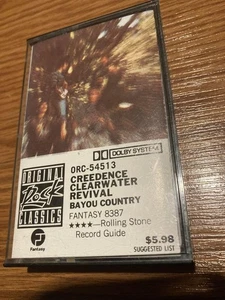 DOLBY SYSTEM
ORC-54513
CREEDENCE
CLEARWATER
REVIVAL
BAYOU COUNTRY
FANTASY 8387
★★★★—Rolling Stone
Record Guide
ORIGINAL
Rock
CLASSICS
Fantasy
$5.98
SUGGESTED LIST